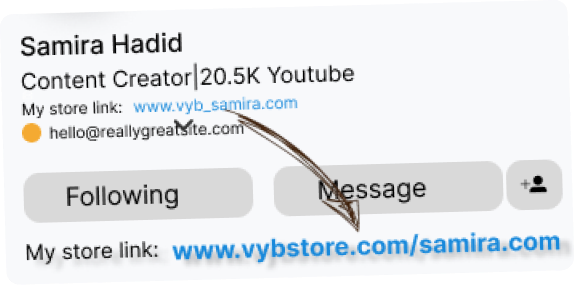 Samira Hadid
Content Creator|20.5K Youtube
My store link: www.vyb_samira.com
hello@reallygreatsite.com
Following Message
My store link: www.vybstore.com/samira.com